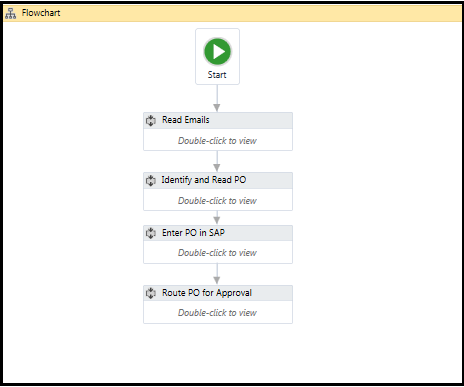 Flowchart
Start
Read Emails
Double-click to view
Identify and Read PO
Double-click to view
Enter PO in SAP
Double-click to view
Route PO for Approval
Double-click to view